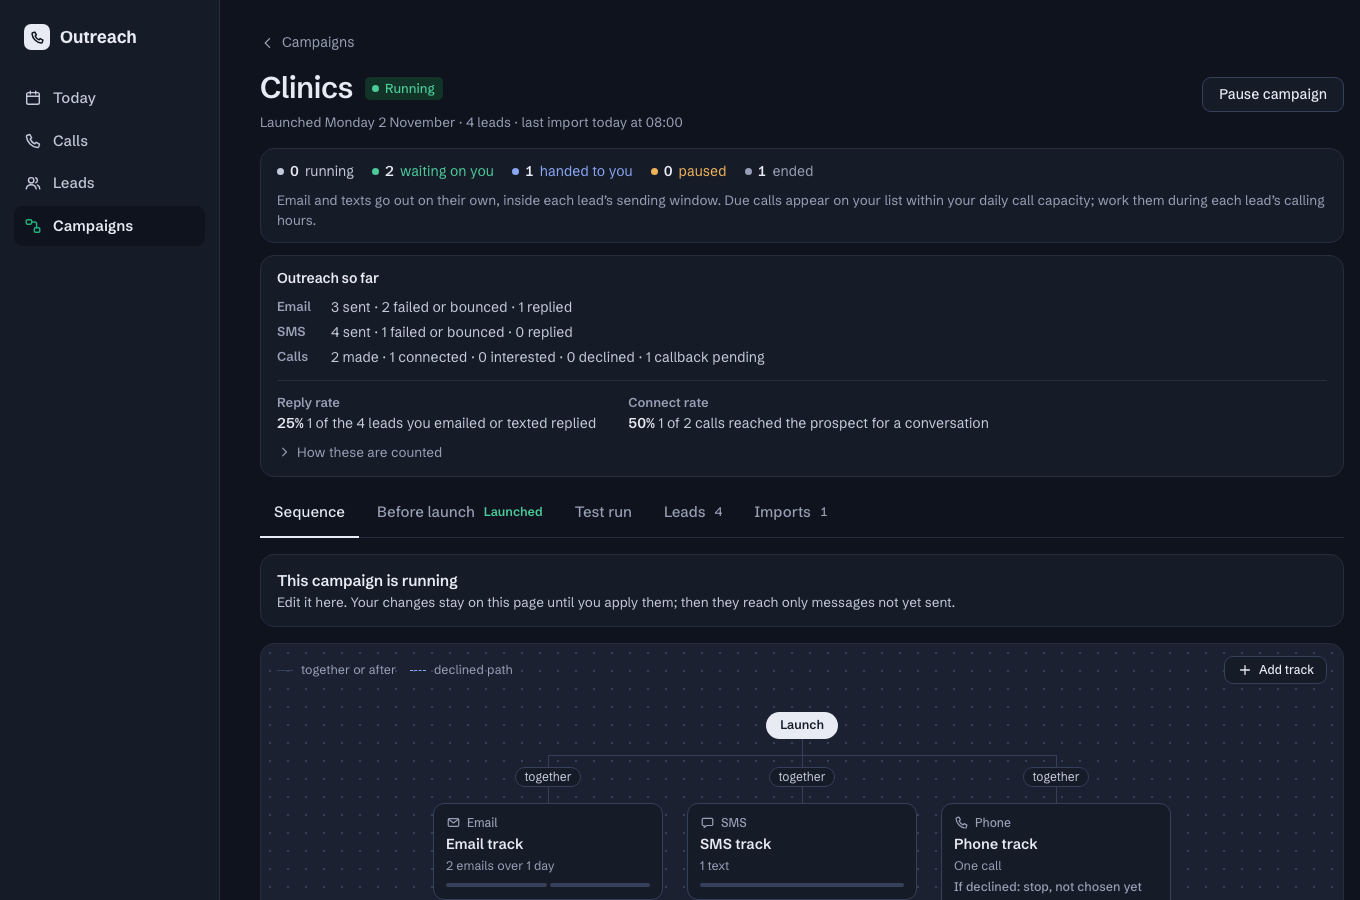 Outreach
Today
Calls
Leads
Campaigns
Campaigns
Clinics
Running
Pause campaign
Launched Monday 2 November · 4 leads · last import today at 08:00
0 running 2 waiting on you 1 handed to you 0 paused 1 ended
Email and texts go out on their own, inside each lead’s sending window. Due calls appear on your list within your daily call capacity; work them during each lead’s calling
hours.
Outreach so far
Email 3 sent · 2 failed or bounced · 1 replied
SMS 4 sent · 1 failed or bounced · 0 replied
Calls 2 made · 1 connected · 0 interested · 0 declined · 1 callback pending
Reply rate
25% 1 of the 4 leads you emailed or texted replied
Connect rate
50% 1 of 2 calls reached the prospect for a conversation
How these are counted
Sequence Before launch Launched Test run Leads 4 Imports 1
This campaign is running
Edit it here. Your changes stay on this page until you apply them; then they reach only messages not yet sent.
together or after declined path
Add track
Launch
together together together
Email
Email track
2 emails over 1 day
SMS
SMS track
1 text
Phone
Phone track
One call
If declined: stop, not chosen yet